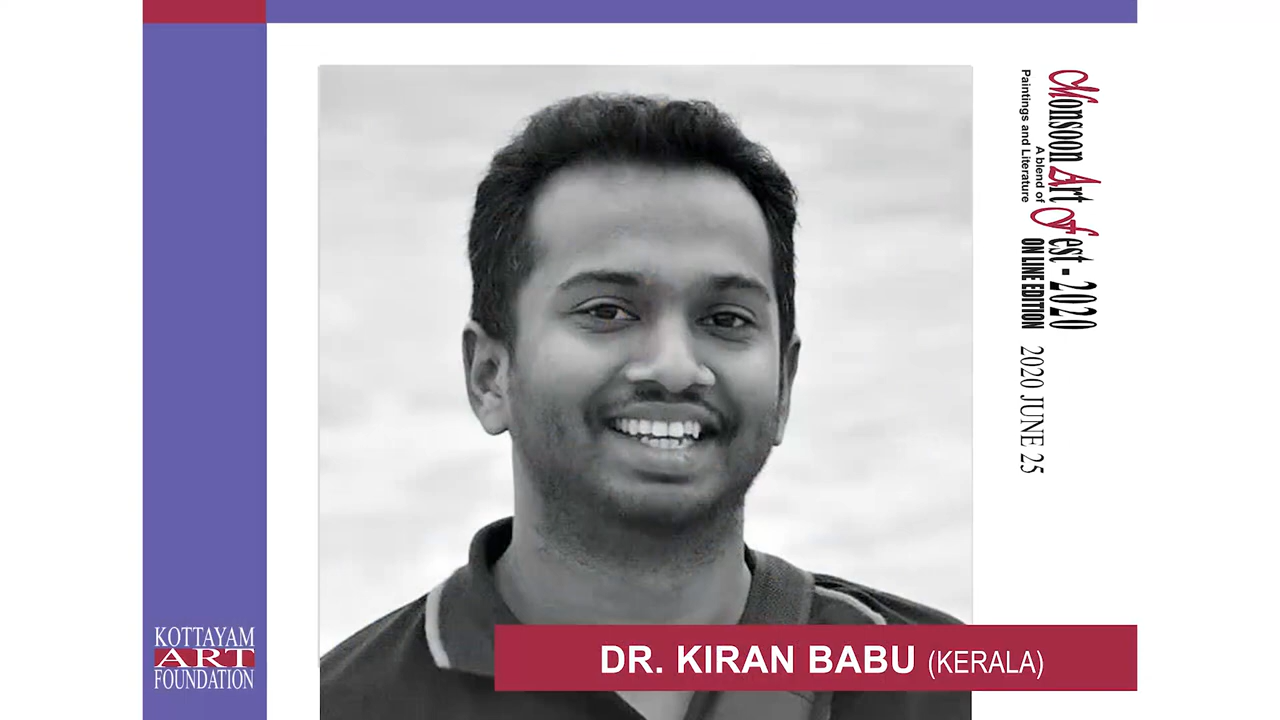 Monsoon Art Fest - 2020
A blend of
Paintings and Literature
ON LINE EDITION
2020 JUNE 25
KOTTAYAM
ART
FOUNDATION
DR. KIRAN BABU (KERALA)